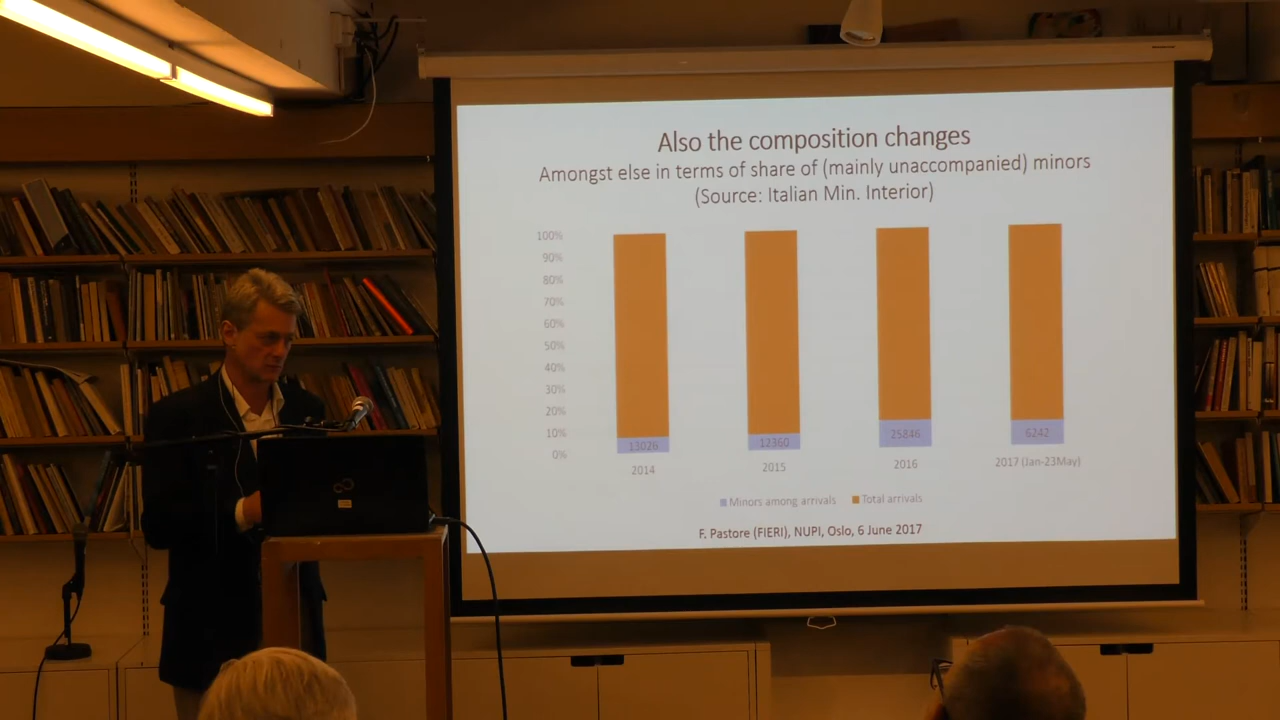 Also the composition changes
Amongst else in terms of share of (mainly unaccompanied) minors
(Source: Italian Min. Interior)
100%
90%
80%
70%
60%
50%
40%
30%
20%
10%
0%
13026
12360
25846
6242
2014
2015
2016
2017 (Jan-23May)
Minors among arrivals
Total arrivals
F. Pastore (FIERI), NUPI, Oslo, 6 June 2017